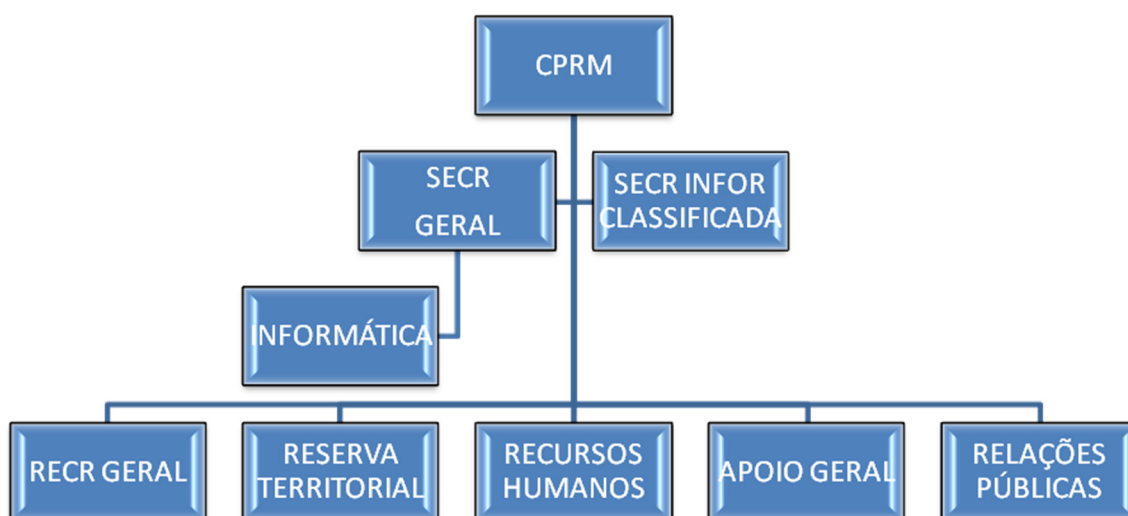 CPRM
SECR
GERAL
SECR INFOR
CLASSIFICADA
INFORMÁTICA
RECR GERAL
RESERVA
TERRITORIAL
RECURSOS
HUMANOS
APOIO GERAL
RELAÇÕES
PÚBLICAS